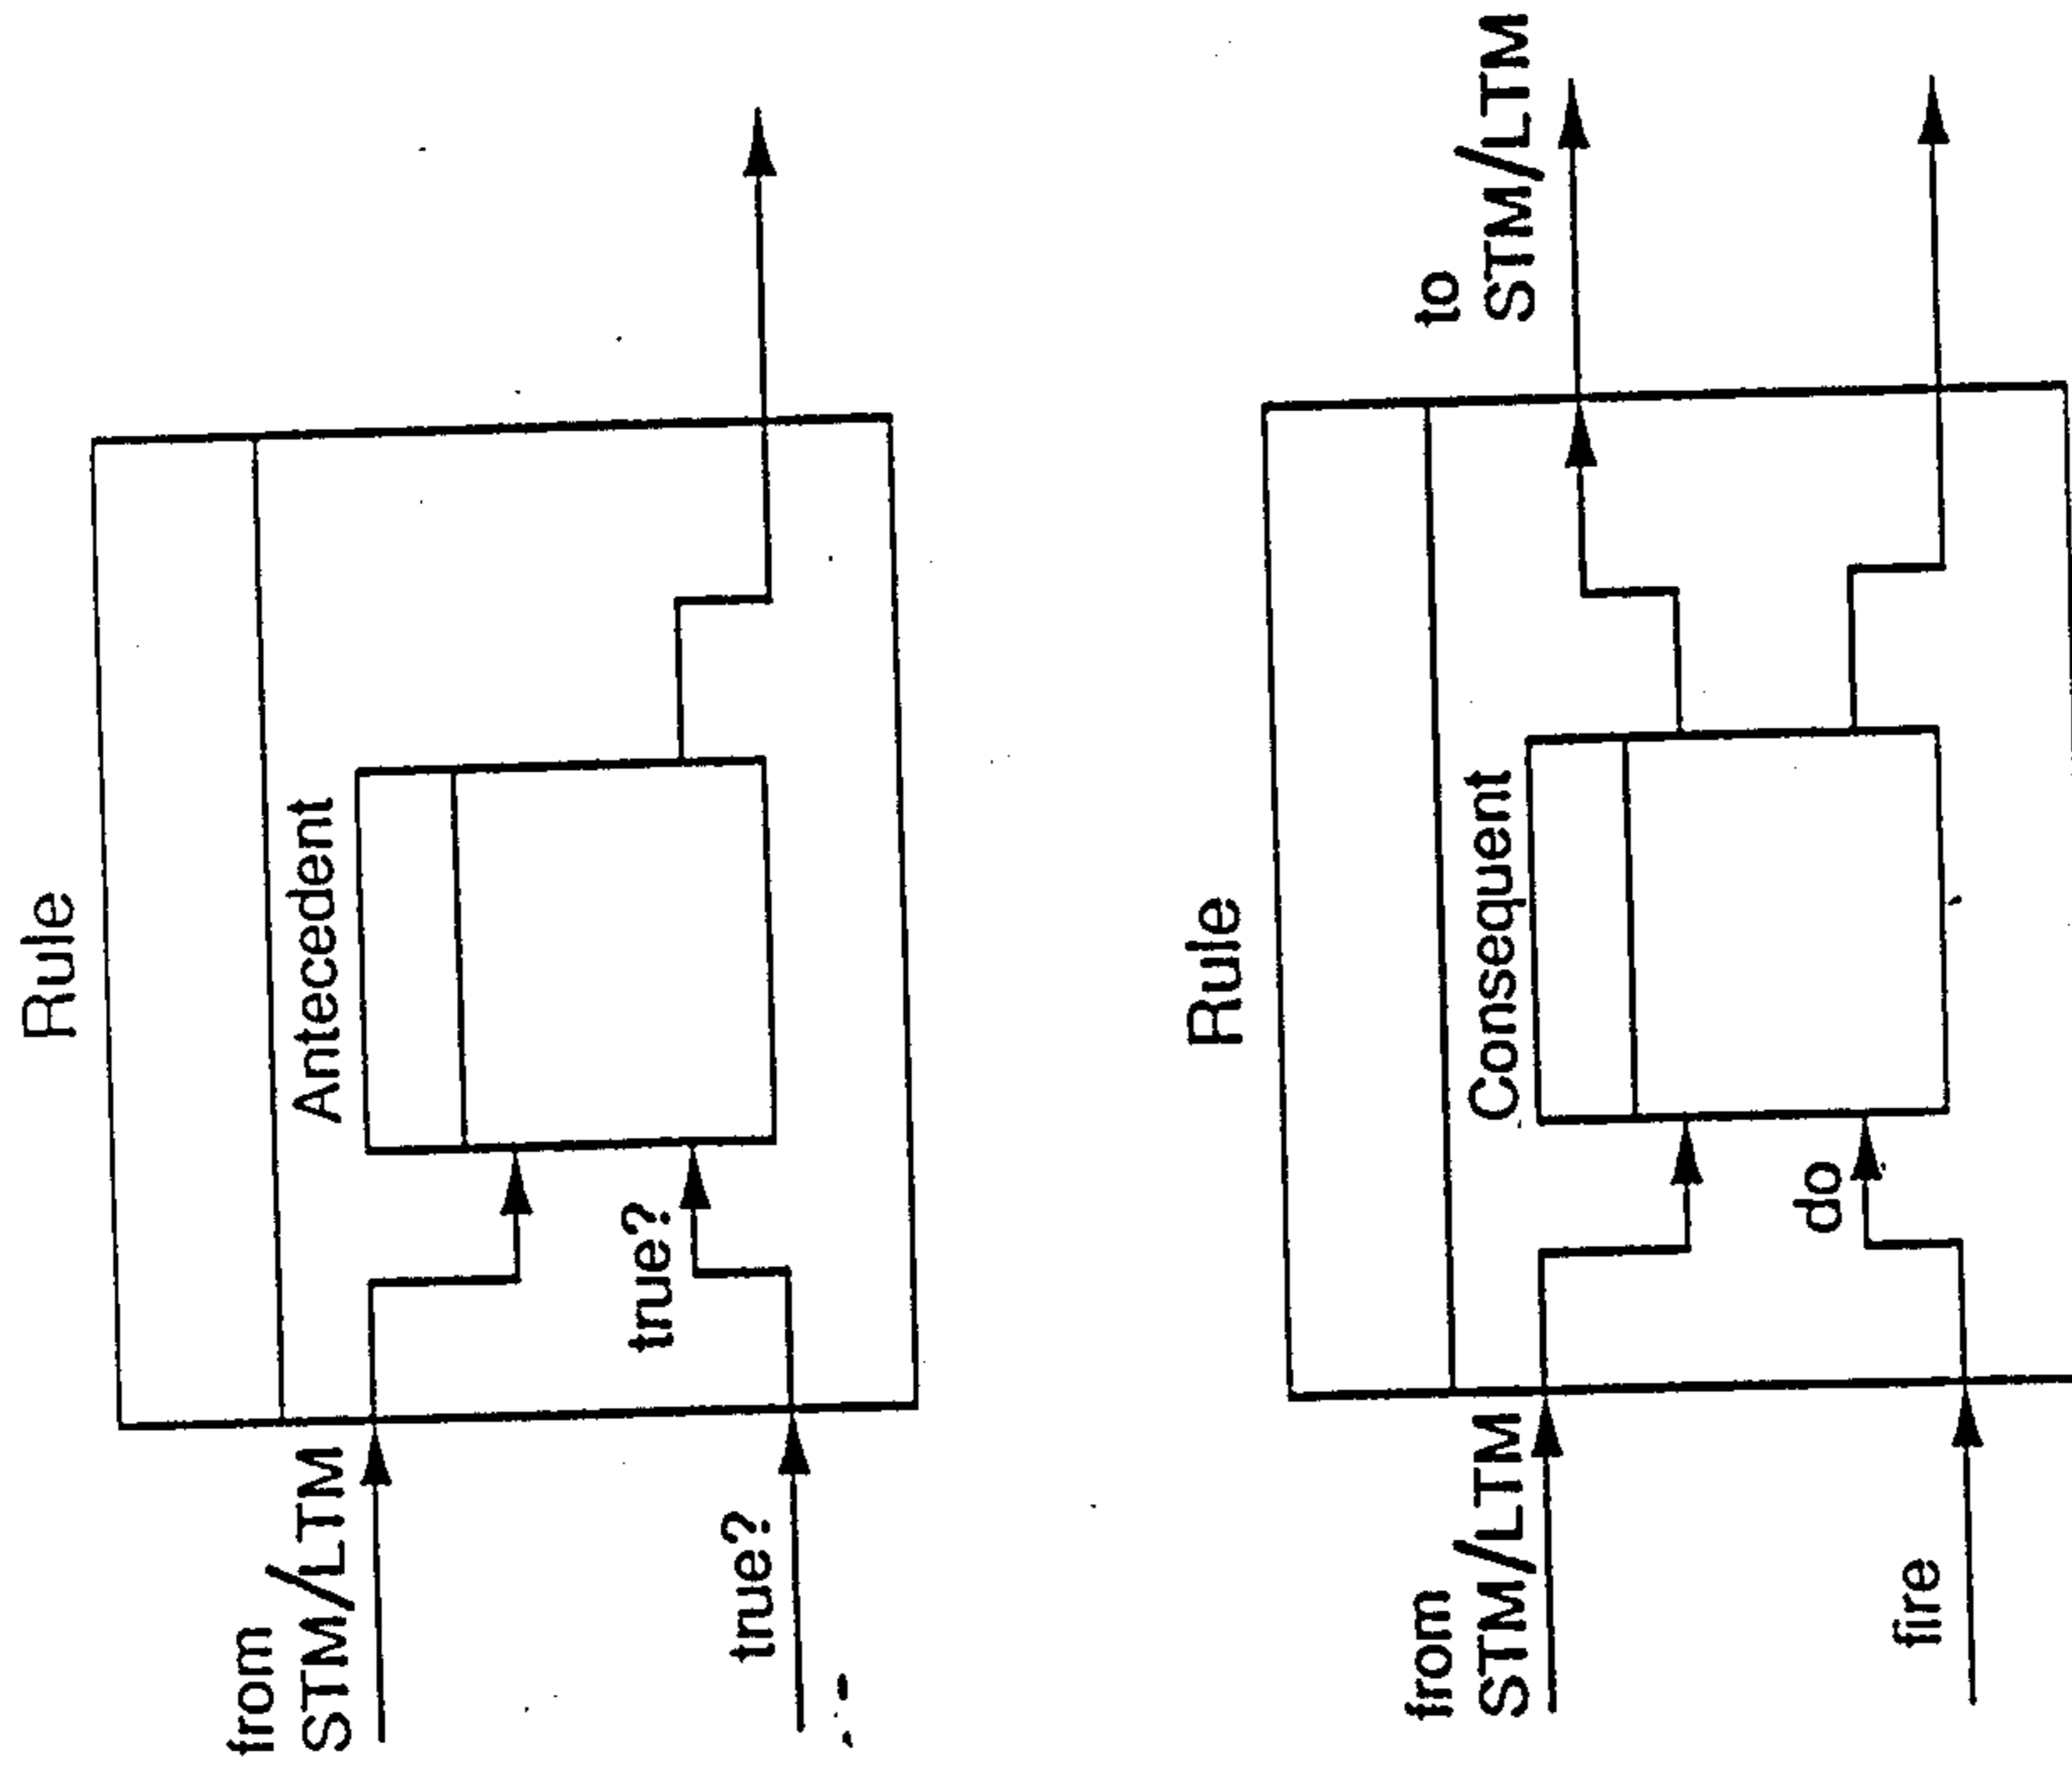 Rule
Antecedent
from
STM/LTM
true?
true?
Rule
to
STM/LTM
Consequent
from
STM/LTM
do
fire